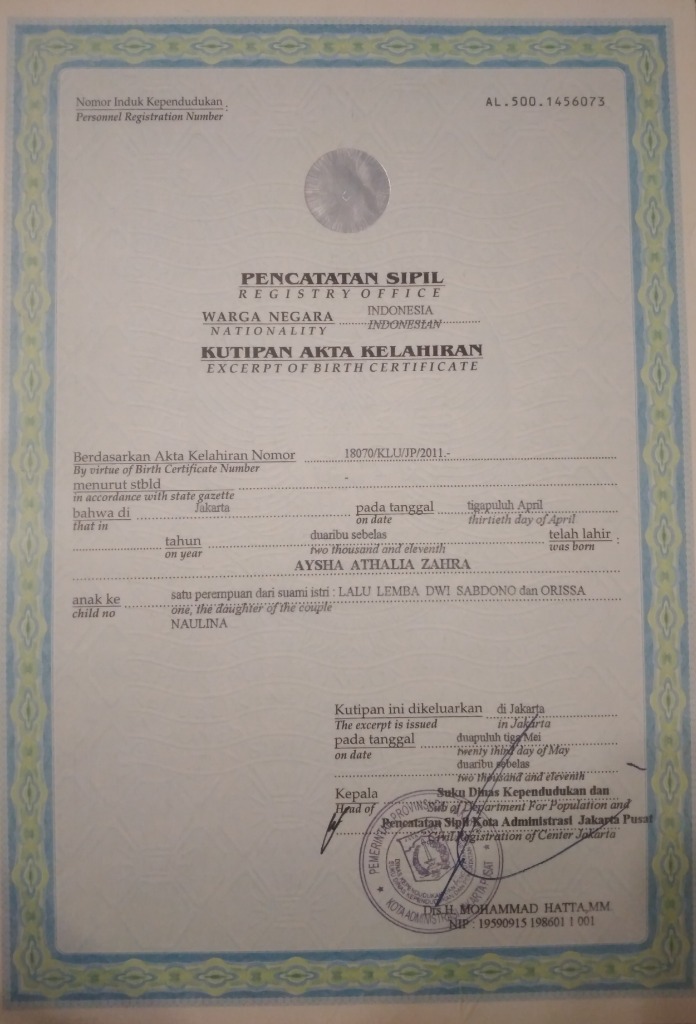 Nomor Induk Kependudukan :
Personnel Registration Number
AL.500.1456073
PENCATATAN SIPIL
REGISTRY OFFICE
WARGA NEGARA INDONESIA
NATIONALITY INDONESIAN
KUTIPAN AKTA KELAHIRAN
EXCERPT OF BIRTH CERTIFICATE
Berdasarkan Akta Kelahiran Nomor 18070/KLU/JP/2011.-
By virtue of Birth Certificate Number
menurut stbld -
in accordance with state gazette
bahwa di Jakarta pada tanggal tigapuluh April
that in on date thirtieth day of April
tahun duaribu sebelas telah lahir :
on year two thousand and eleventh was born
AYSHA ATHALIA ZAHRA
anak ke satu perempuan dari suami istri : LALU LEMBA DWI SABDONO dan ORISSA
child no one, the daughter of the couple
NAULINA
Kutipan ini dikeluarkan di Jakarta
The excerpt is issued in Jakarta
pada tanggal duapuluh tiga Mei
on date twenty third day of May
duaribu sebelas
two thousand and eleventh
Kepala Suku Dinas Kependudukan dan
Head of Sub of Department For Population and
Pencatatan Sipil Kota Administrasi Jakarta Pusat
Civil Registration of Center Jakarta
PEMERINTAH PROVINSI
KOTA ADMINISTRASI JAKARTA PUSAT
Drs.H. MOHAMMAD HATTA,MM.
NIP : 19590915 198601 1 001